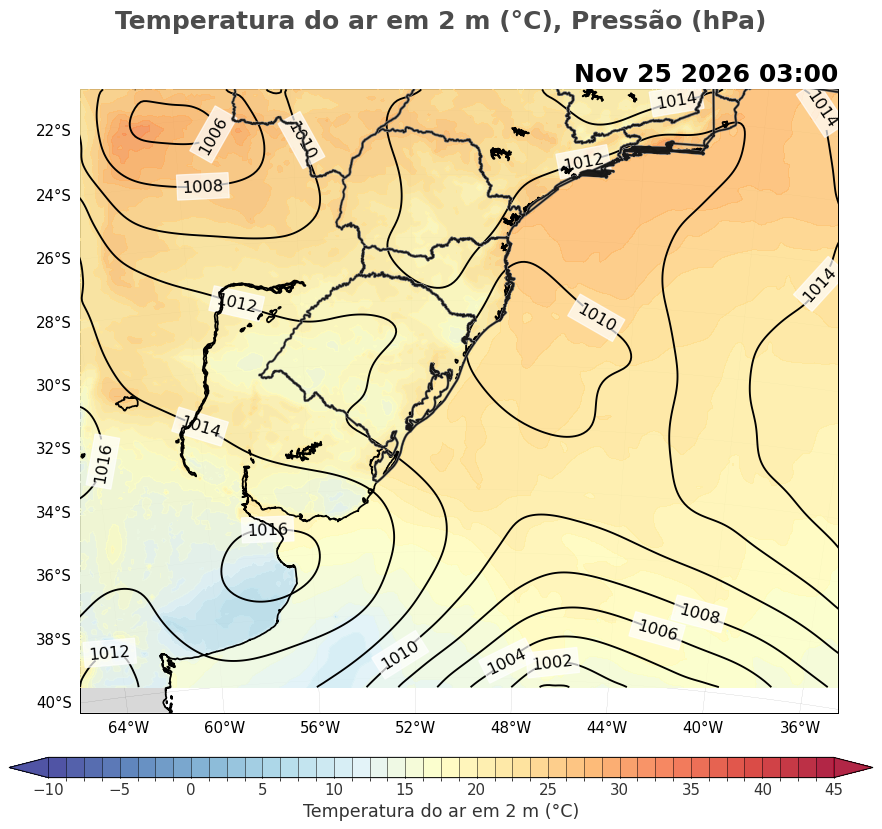 Temperatura do ar em 2 m (°C), Pressão (hPa)
Nov 25 2026 03:00
1014
1014
1006
1010
22°S
1012
1008
24°S
26°S
1014
1012
1010
28°S
30°S
1014
32°S
1016
34°S
1016
36°S
1008
1006
38°S
1012
1010
1004
1002
40°S
64°W 60°W 56°W 52°W 48°W 44°W 40°W 36°W
−10 −5 0 5 10 15 20 25 30 35 40 45
Temperatura do ar em 2 m (°C)